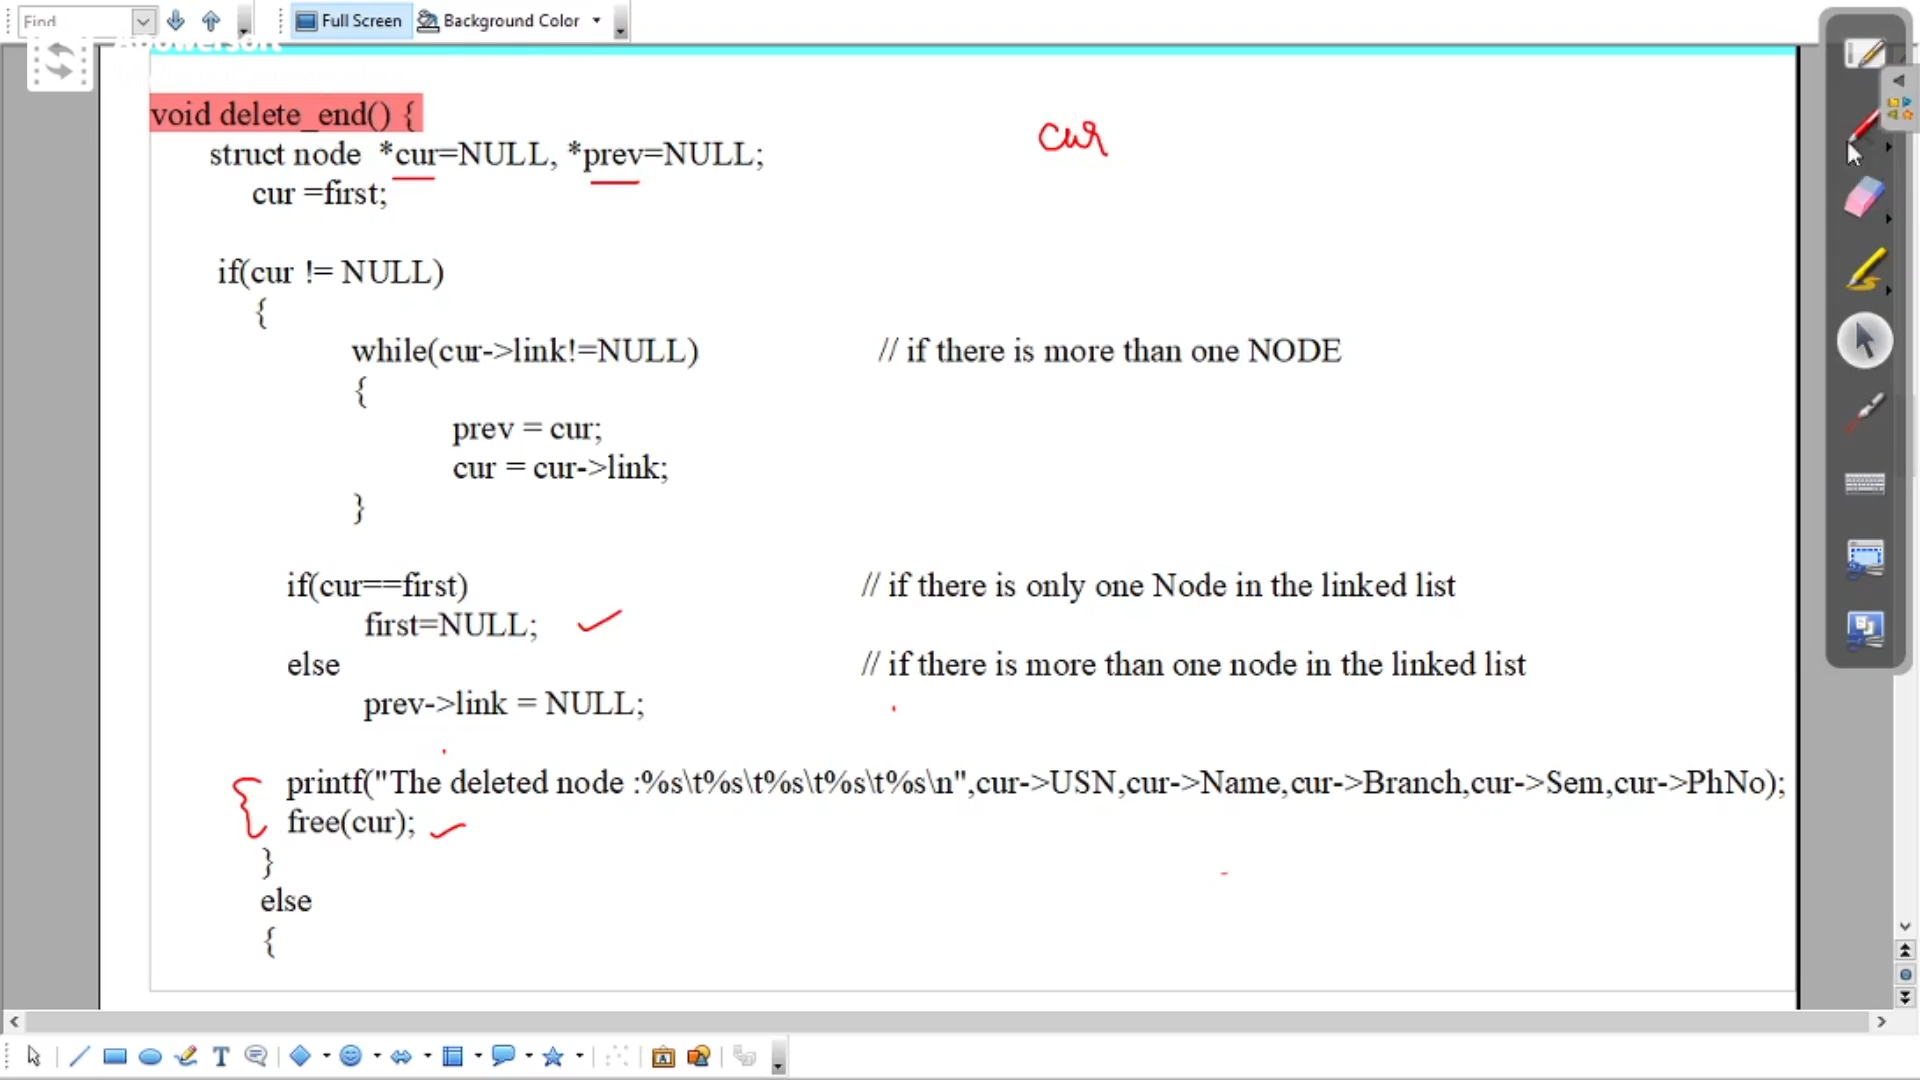 Find
Full Screen
Background Color
Apowersoft
void delete_end() {
cur
struct node *cur=NULL, *prev=NULL;
cur =first;
if(cur != NULL)
{
while(cur->link!=NULL) // if there is more than one NODE
{
prev = cur;
cur = cur->link;
}
if(cur==first) // if there is only one Node in the linked list
first=NULL;
else // if there is more than one node in the linked list
prev->link = NULL;
printf("The deleted node :%s\t%s\t%s\t%s\t%s\n",cur->USN,cur->Name,cur->Branch,cur->Sem,cur->PhNo);
free(cur);
}
else
{